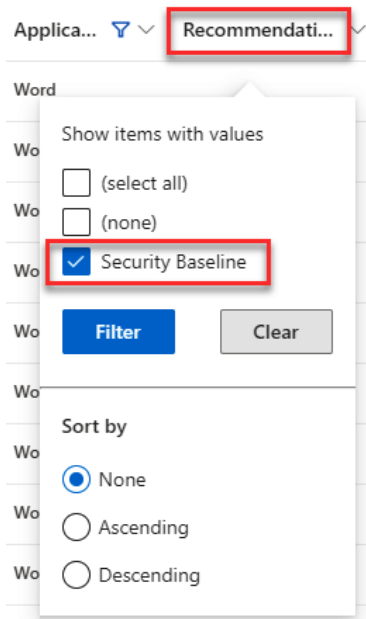 Applica... Recommendati...
Word
Show items with values
Wo
(select all)
Wo
(none)
Wo
Security Baseline
Wo
Filter Clear
Wo
Sort by
Wo
None
Wo
Ascending
Wo
Descending